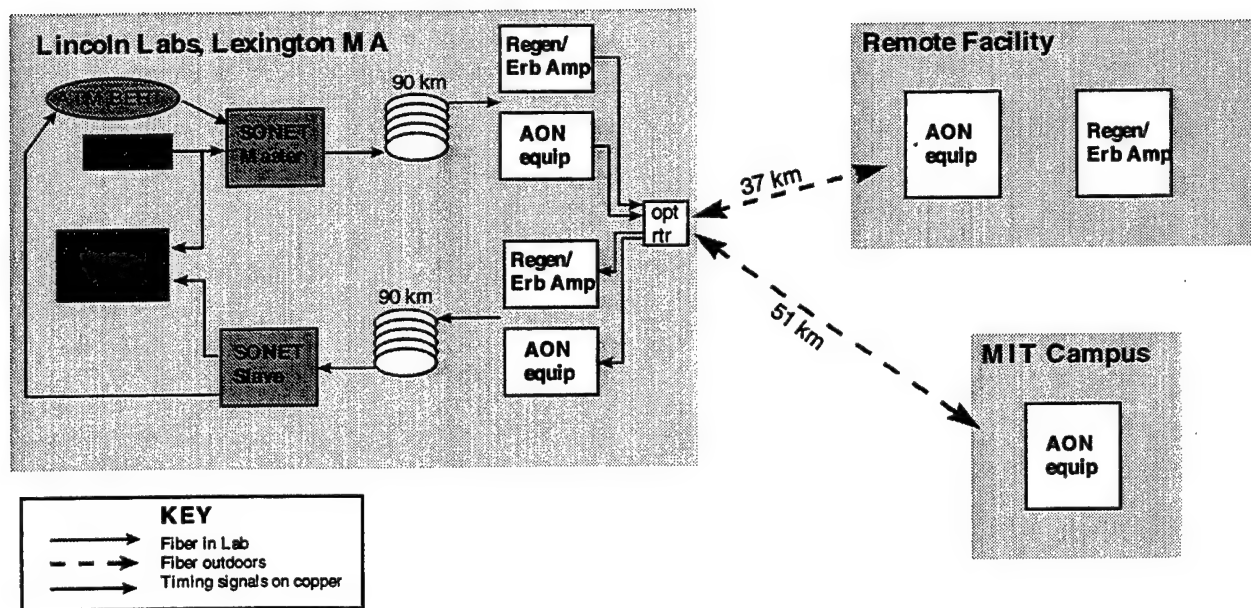 Lincoln Labs, Lexington MA
ATM BERT
SONET
Master
90 km
Regen/
Erb Amp
AON
equip
opt
rtr
Regen/
Erb Amp
90 km
AON
equip
SONET
Slave
37 km
51 km
Remote Facility
AON
equip
Regen/
Erb Amp
MIT Campus
AON
equip
KEY
Fiber in Lab
Fiber outdoors
Timing signals on copper